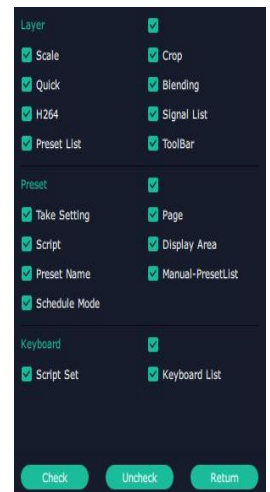 Layer
Scale Crop
Quick Blending
H264 Signal List
Preset List ToolBar
Preset
Take Setting Page
Script Display Area
Preset Name Manual-PresetList
Schedule Mode
Keyboard
Script Set Keyboard List
Check Uncheck Return